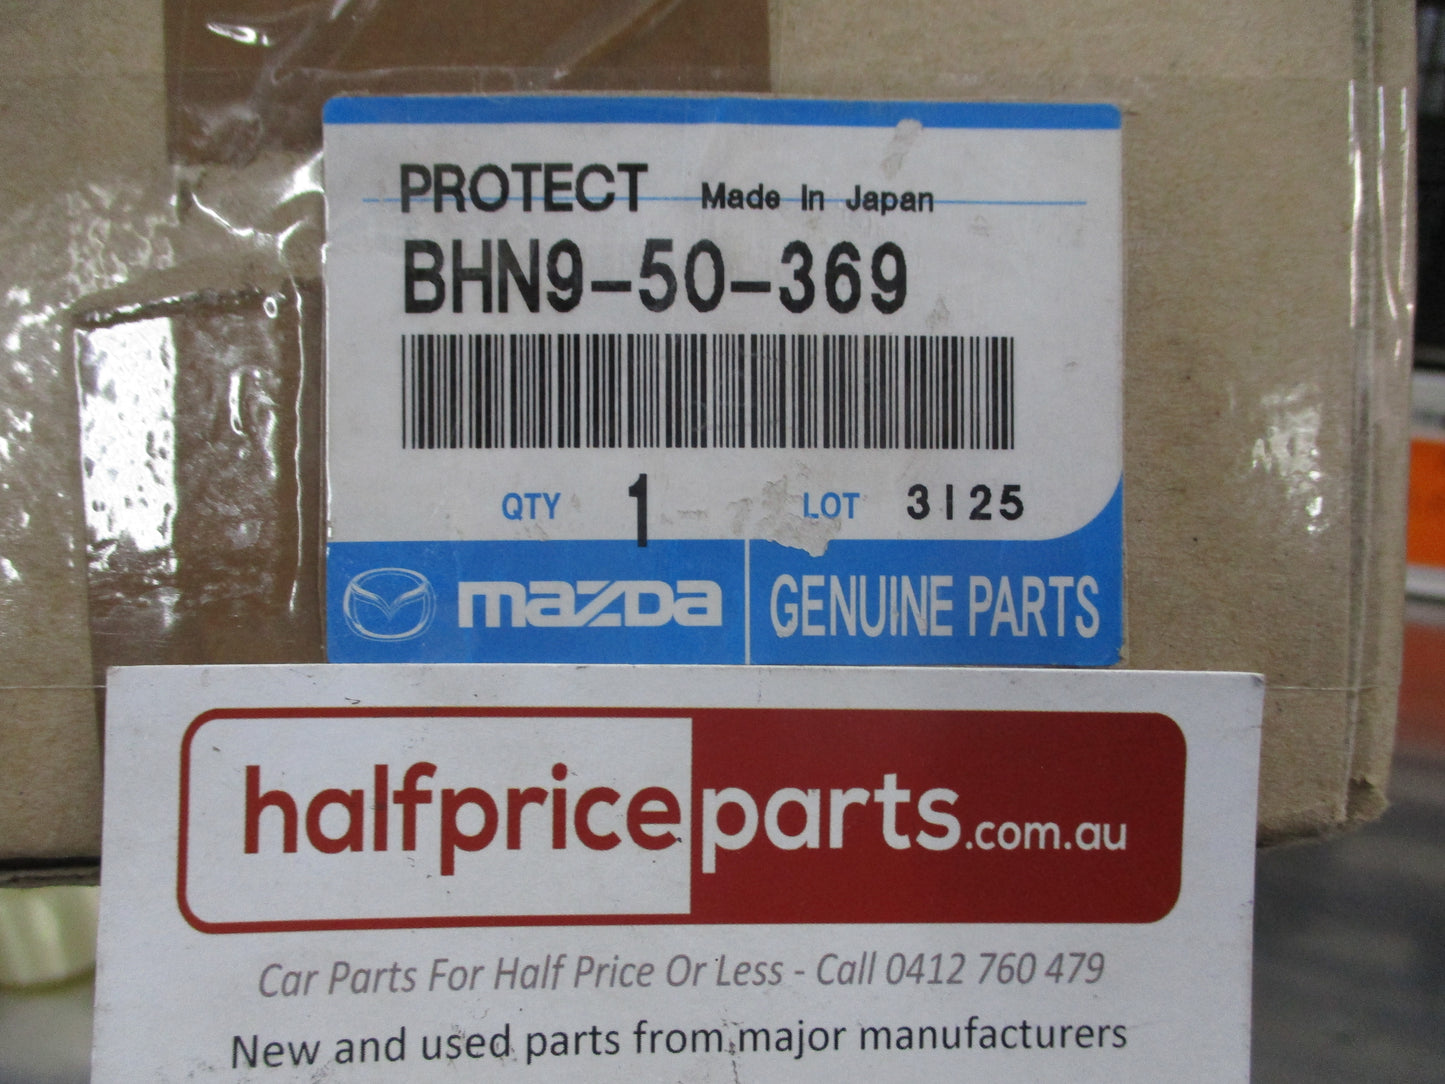 PROTECT Made In Japan
BHN9-50-369
QTY 1 LOT 3I25
mazda GENUINE PARTS
halfpriceparts.com.au
Car Parts For Half Price Or Less - Call 0412 760 479
New and used parts from major manufacturers